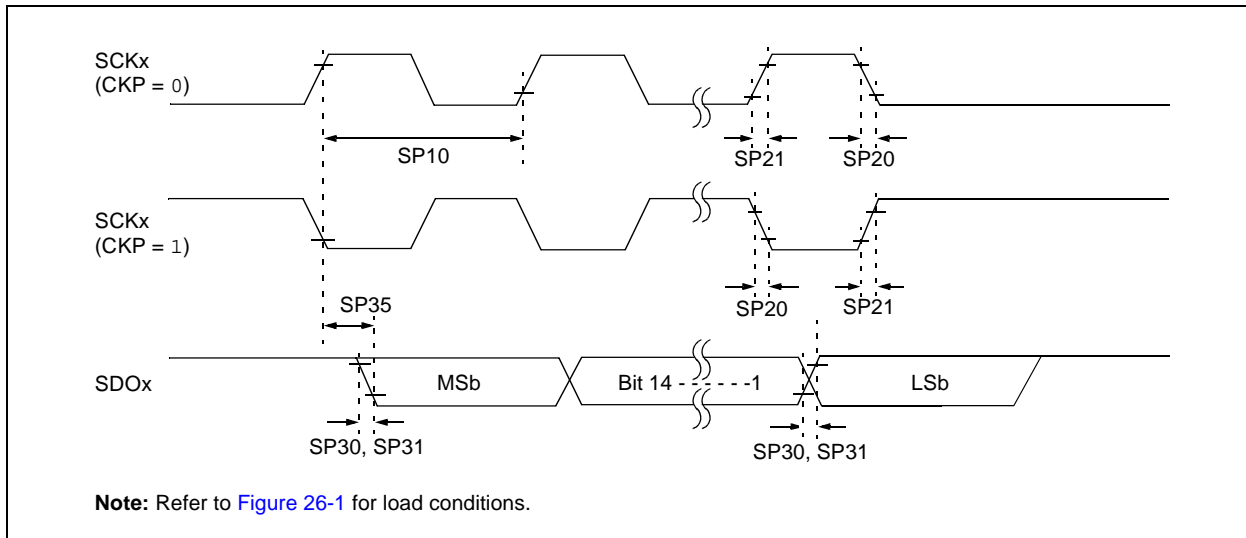 SCKx
(CKP = 0)
SP10
SP21
SP20
SCKx
(CKP = 1)
SP35
SP20
SP21
SDOx
MSb
Bit 14 - - - - - -1
LSb
SP30, SP31
SP30, SP31
Note: Refer to Figure 26-1 for load conditions.